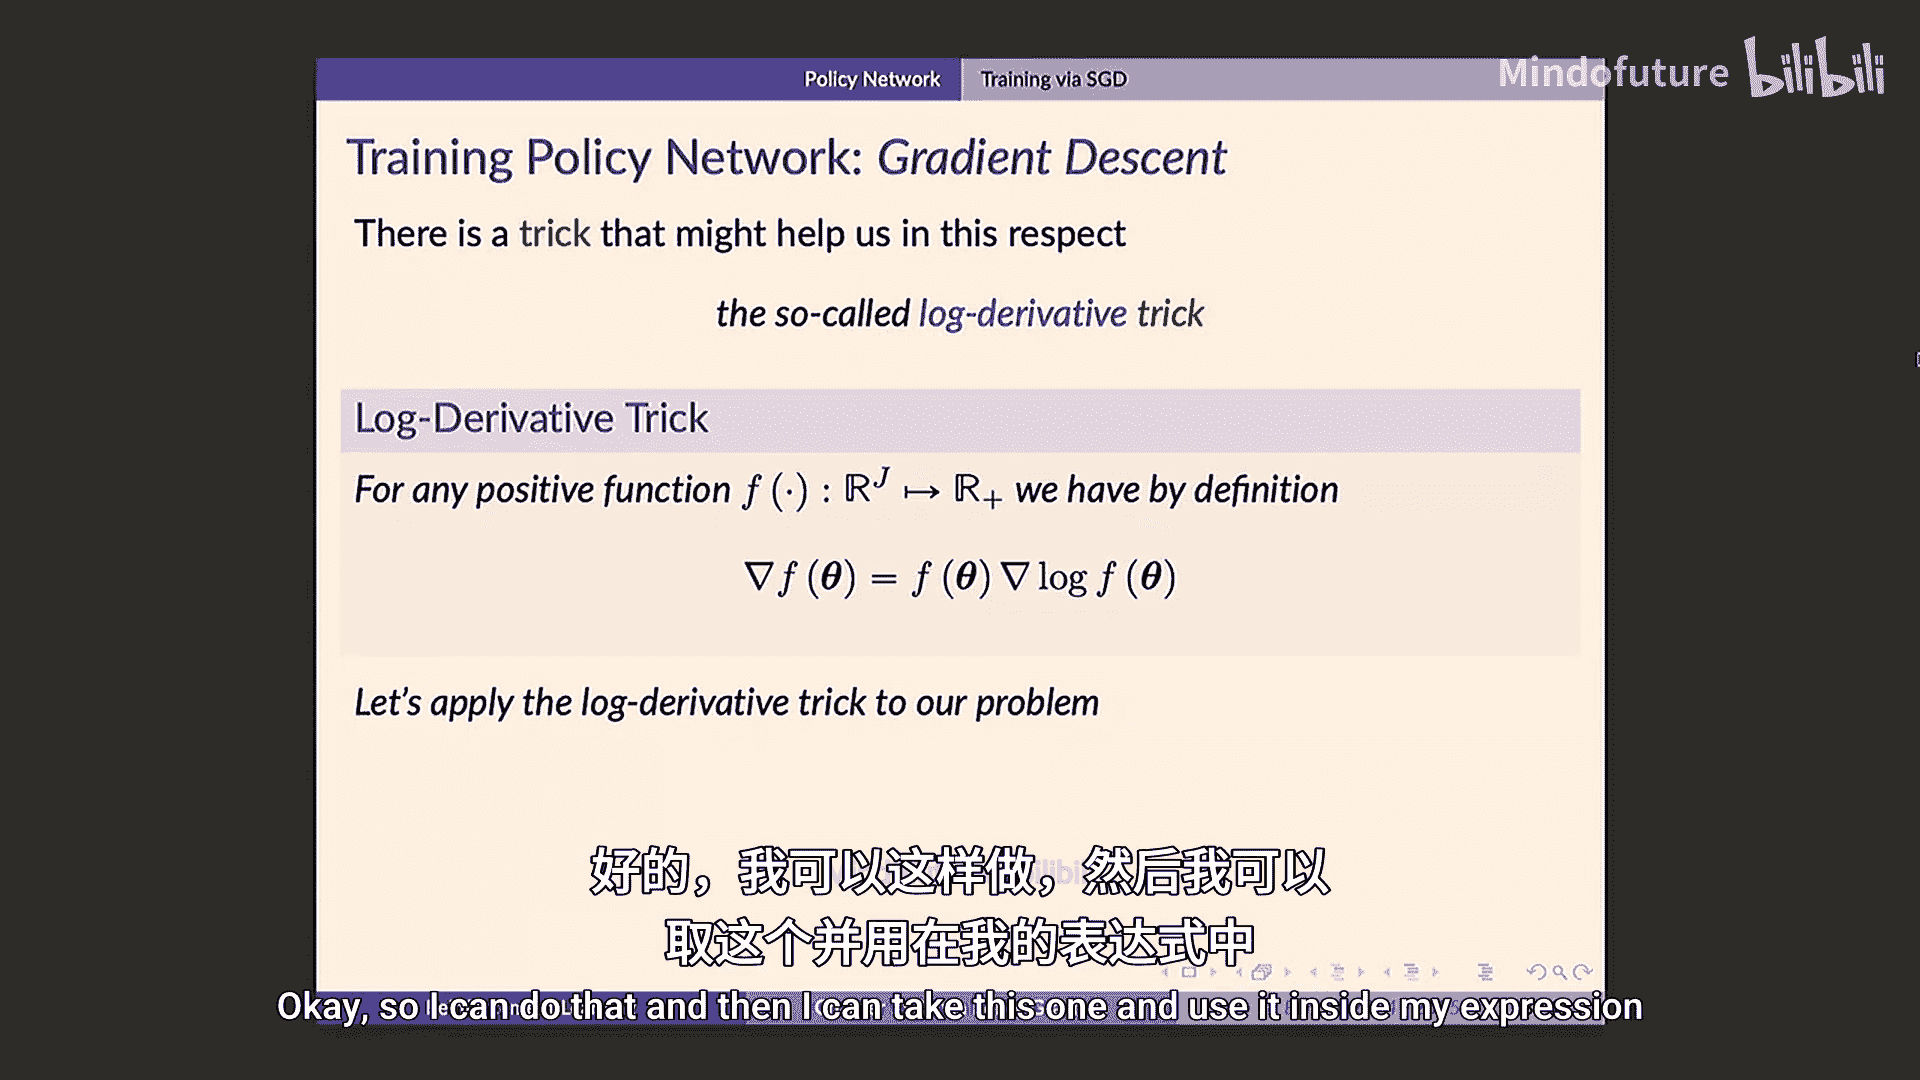 Policy Network
Training via SGD
Mindofuture bilibili
Training Policy Network: Gradient Descent
There is a trick that might help us in this respect
the so-called log-derivative trick
Log-Derivative Trick
For any positive function f (·) : ℝᴶ ↦ ℝ₊ we have by definition
∇f (θ) = f (θ) ∇ log f (θ)
Let’s apply the log-derivative trick to our problem
好的，我可以这样做，然后我可以
取这个并用在我的表达式中
Okay, so I can do that and then I can take this one and use it inside my expression